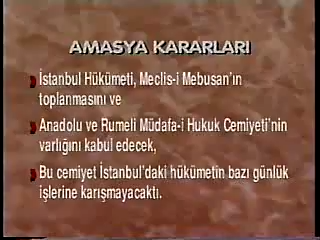 AMASYA KARARLARI
İstanbul Hükümeti, Meclis-i Mebusan'ın
toplanmasını ve
Anadolu ve Rumeli Müdafa-i Hukuk Cemiyeti'nin
varlığını kabul edecek,
Bu cemiyet İstanbul'daki hükümetin bazı günlük
işlerine karışmayacaktı.